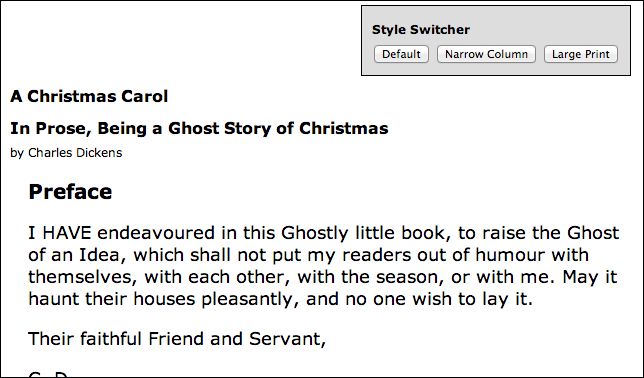 Style Switcher
Default Narrow Column Large Print
A Christmas Carol
In Prose, Being a Ghost Story of Christmas
by Charles Dickens
Preface
I HAVE endeavoured in this Ghostly little book, to raise the Ghost
of an Idea, which shall not put my readers out of humour with
themselves, with each other, with the season, or with me. May it
haunt their houses pleasantly, and no one wish to lay it.
Their faithful Friend and Servant,